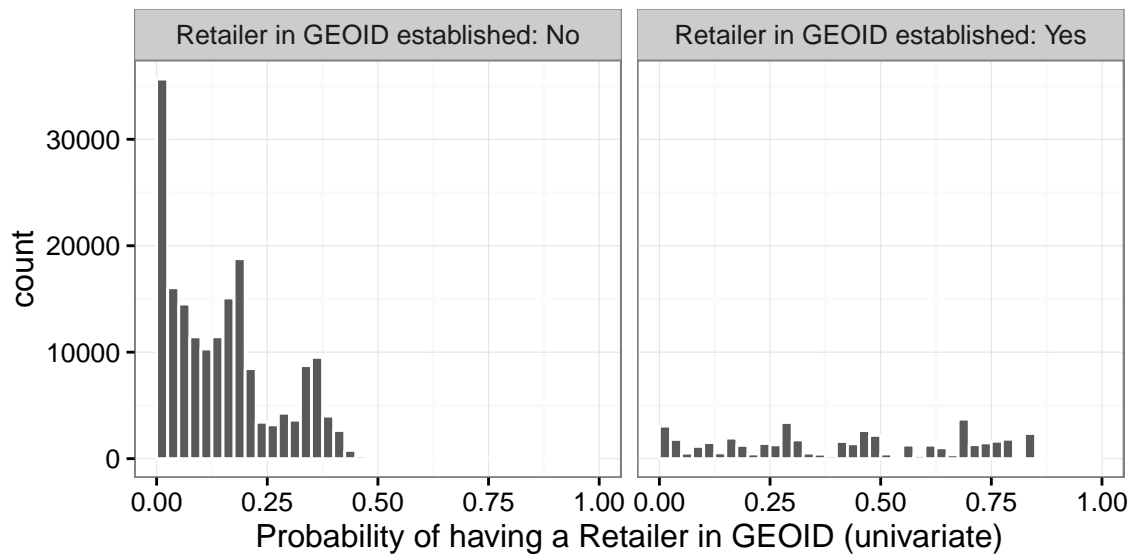 Retailer in GEOID established: No
Retailer in GEOID established: Yes
count
30000
20000
10000
0
0.00 0.25 0.50 0.75 1.00
0.00 0.25 0.50 0.75 1.00
Probability of having a Retailer in GEOID (univariate)